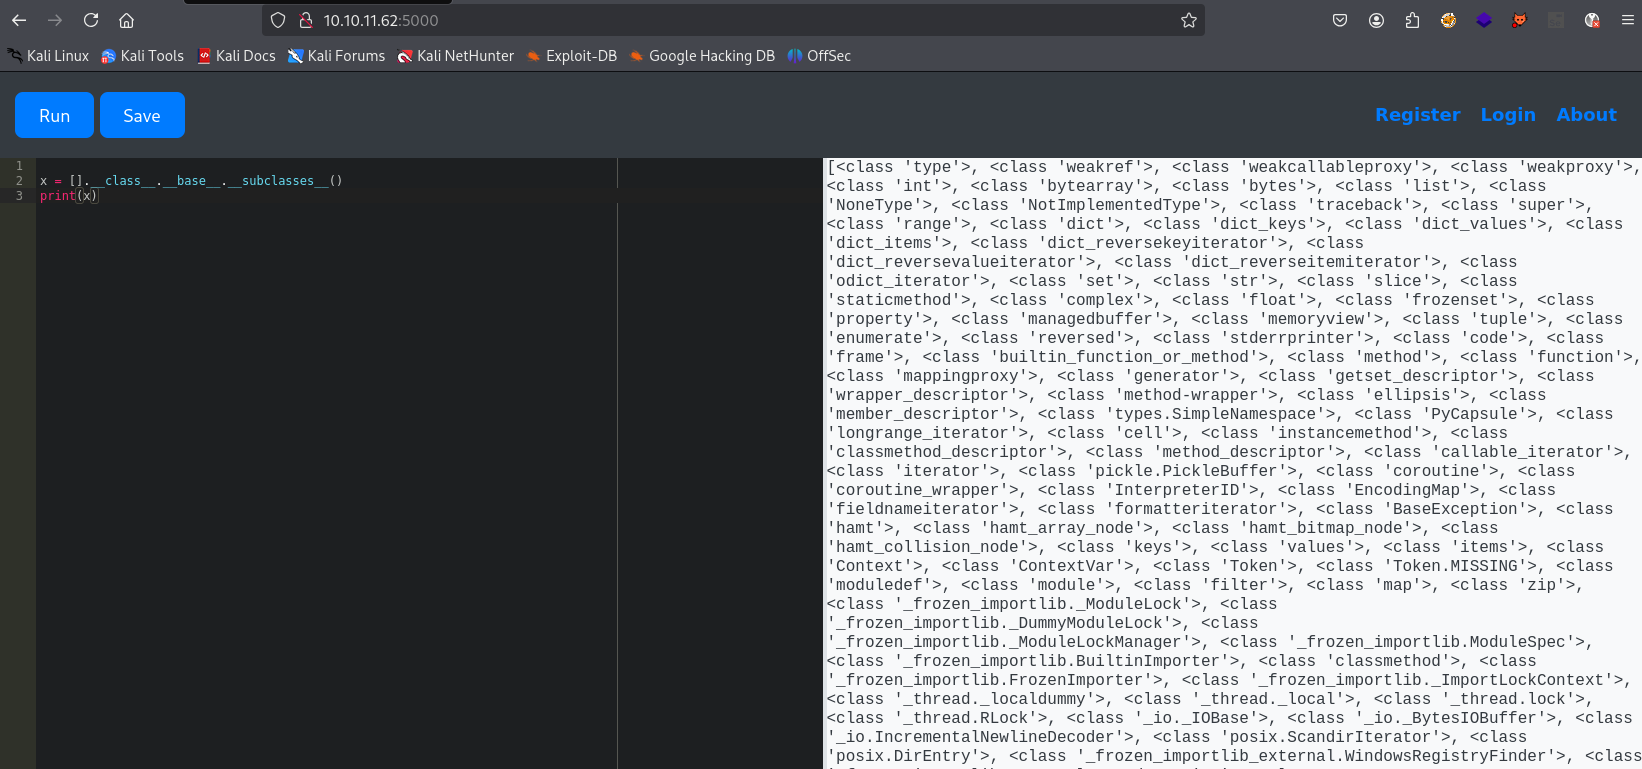 10.10.11.62:5000
Kali Linux Kali Tools Kali Docs Kali Forums Kali NetHunter Exploit-DB Google Hacking DB OffSec
Run Save Register Login About
1
2 x = [].__class__.__base__.__subclasses__()
3 print(x)
[<class 'type'>, <class 'weakref'>, <class 'weakcallableproxy'>, <class 'weakproxy'>,
<class 'int'>, <class 'bytearray'>, <class 'bytes'>, <class 'list'>, <class
'NoneType'>, <class 'NotImplementedType'>, <class 'traceback'>, <class 'super'>,
<class 'range'>, <class 'dict'>, <class 'dict_keys'>, <class 'dict_values'>, <class
'dict_items'>, <class 'dict_reversekeyiterator'>, <class
'dict_reversevalueiterator'>, <class 'dict_reverseitemiterator'>, <class
'odict_iterator'>, <class 'set'>, <class 'str'>, <class 'slice'>, <class
'staticmethod'>, <class 'complex'>, <class 'float'>, <class 'frozenset'>, <class
'property'>, <class 'managedbuffer'>, <class 'memoryview'>, <class 'tuple'>, <class
'enumerate'>, <class 'reversed'>, <class 'stderrprinter'>, <class 'code'>, <class
'frame'>, <class 'builtin_function_or_method'>, <class 'method'>, <class 'function'>,
<class 'mappingproxy'>, <class 'generator'>, <class 'getset_descriptor'>, <class
'wrapper_descriptor'>, <class 'method-wrapper'>, <class 'ellipsis'>, <class
'member_descriptor'>, <class 'types.SimpleNamespace'>, <class 'PyCapsule'>, <class
'longrange_iterator'>, <class 'cell'>, <class 'instancemethod'>, <class
'classmethod_descriptor'>, <class 'method_descriptor'>, <class 'callable_iterator'>,
<class 'iterator'>, <class 'pickle.PickleBuffer'>, <class 'coroutine'>, <class
'coroutine_wrapper'>, <class 'InterpreterID'>, <class 'EncodingMap'>, <class
'fieldnameiterator'>, <class 'formatteriterator'>, <class 'BaseException'>, <class
'hamt'>, <class 'hamt_array_node'>, <class 'hamt_bitmap_node'>, <class
'hamt_collision_node'>, <class 'keys'>, <class 'values'>, <class 'items'>, <class
'Context'>, <class 'ContextVar'>, <class 'Token'>, <class 'Token.MISSING'>, <class
'moduledef'>, <class 'module'>, <class 'filter'>, <class 'map'>, <class 'zip'>,
<class '_frozen_importlib._ModuleLock'>, <class
'_frozen_importlib._DummyModuleLock'>, <class
'_frozen_importlib._ModuleLockManager'>, <class '_frozen_importlib.ModuleSpec'>,
<class '_frozen_importlib.BuiltinImporter'>, <class 'classmethod'>, <class
'_frozen_importlib.FrozenImporter'>, <class '_frozen_importlib._ImportLockContext'>,
<class '_thread._localdummy'>, <class '_thread._local'>, <class '_thread.lock'>,
<class '_thread.RLock'>, <class '_io._IOBase'>, <class '_io._BytesIOBuffer'>, <class
'_io.IncrementalNewlineDecoder'>, <class 'posix.ScandirIterator'>, <class
'posix.DirEntry'>, <class '_frozen_importlib_external.WindowsRegistryFinder'>, <class